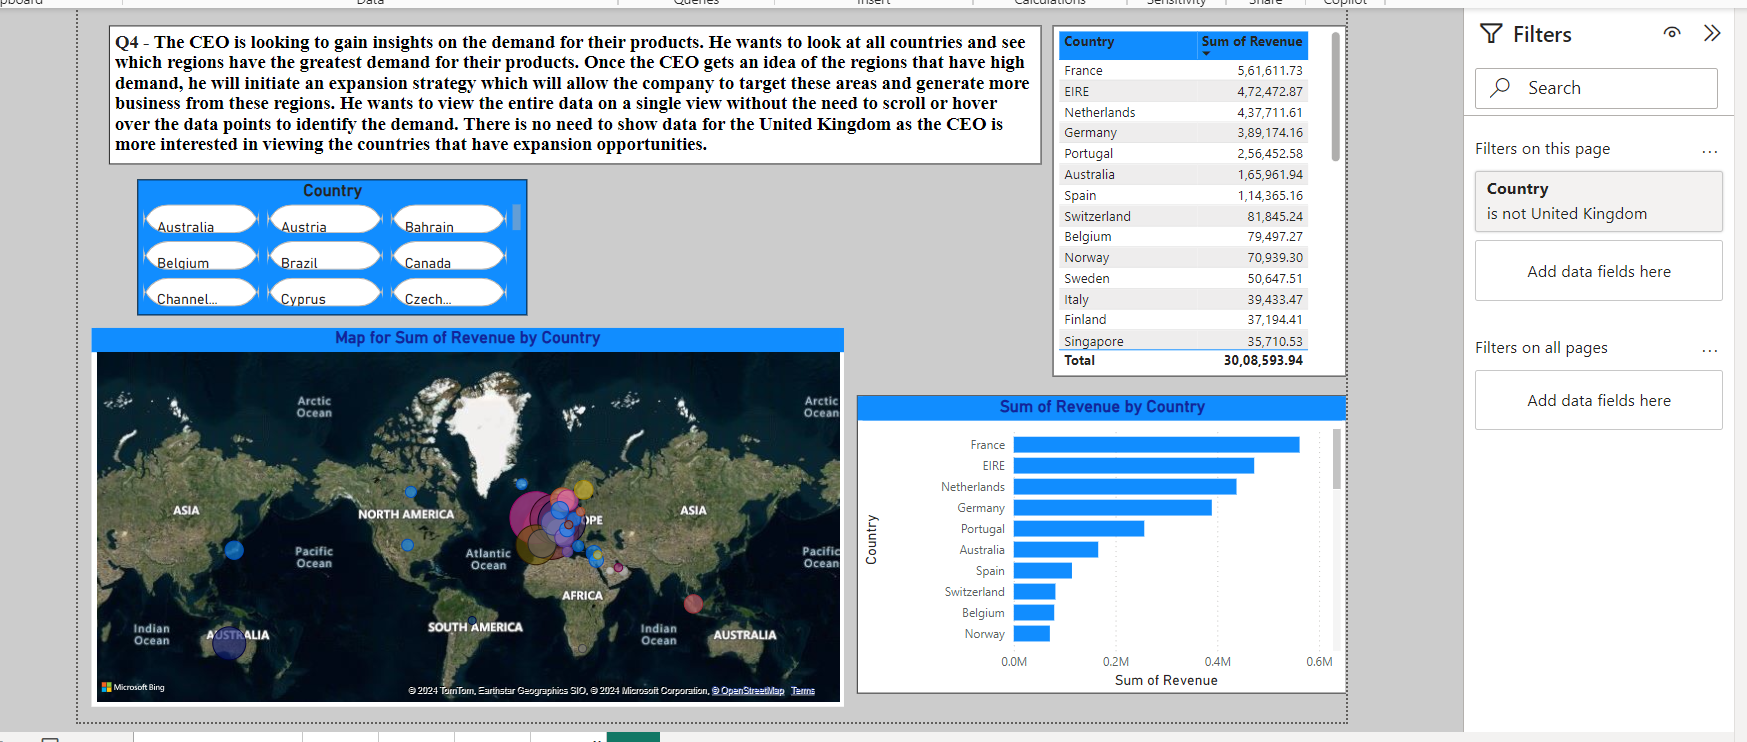 Data
Queries
Insert
Calculations
Sensitivity
Share
Copilot
Q4 - The CEO is looking to gain insights on the demand for their products. He wants to look at all countries and see
which regions have the greatest demand for their products. Once the CEO gets an idea of the regions that have high
demand, he will initiate an expansion strategy which will allow the company to target these areas and generate more
business from these regions. He wants to view the entire data on a single view without the need to scroll or hover
over the data points to identify the demand. There is no need to show data for the United Kingdom as the CEO is
more interested in viewing the countries that have expansion opportunities.
Country
Australia Austria Bahrain
Belgium Brazil Canada
Channel... Cyprus Czech...
Country Sum of Revenue
France 5,61,611.73
EIRE 4,72,472.87
Netherlands 4,37,711.61
Germany 3,89,174.16
Portugal 2,56,452.58
Australia 1,65,961.94
Spain 1,14,365.16
Switzerland 81,845.24
Belgium 79,497.27
Norway 70,939.30
Sweden 50,647.51
Italy 39,433.47
Finland 37,194.41
Singapore 35,710.53
Total 30,08,593.94
Map for Sum of Revenue by Country
Arctic
Ocean
Arctic
Ocean
ASIA
NORTH AMERICA
OPE
ASIA
Pacific
Ocean
Atlantic
Ocean
Pacific
Ocean
AFRICA
Indian
Ocean
AUSTRALIA
SOUTH AMERICA
Indian
Ocean
AUSTRALIA
Microsoft Bing
© 2024 TomTom, Earthstar Geographics SIO, © 2024 Microsoft Corporation, © OpenStreetMap Terms
Sum of Revenue by Country
Country
France
EIRE
Netherlands
Germany
Portugal
Australia
Spain
Switzerland
Belgium
Norway
0.0M 0.2M 0.4M 0.6M
Sum of Revenue
Filters
Search
Filters on this page ...
Country
is not United Kingdom
Add data fields here
Filters on all pages ...
Add data fields here